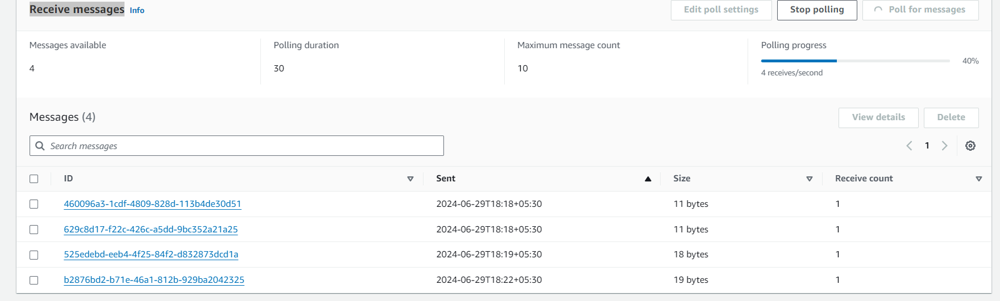 Receive messages Info Edit poll settings Stop polling Poll for messages
Messages available Polling duration Maximum message count Polling progress
4 30 10 40%
4 receives/second
Messages (4) View details Delete
Search messages 1
ID Sent Size Receive count
460096a3-1cdf-4809-828d-113b4de30d51 2024-06-29T18:18+05:30 11 bytes 1
629c8d17-f22c-426c-a5dd-9bc352a21a25 2024-06-29T18:18+05:30 11 bytes 1
525edebd-eeb4-4f25-84f2-d832873dcd1a 2024-06-29T18:19+05:30 18 bytes 1
b2876bd2-b71e-46a1-812b-929ba2042325 2024-06-29T18:22+05:30 19 bytes 1